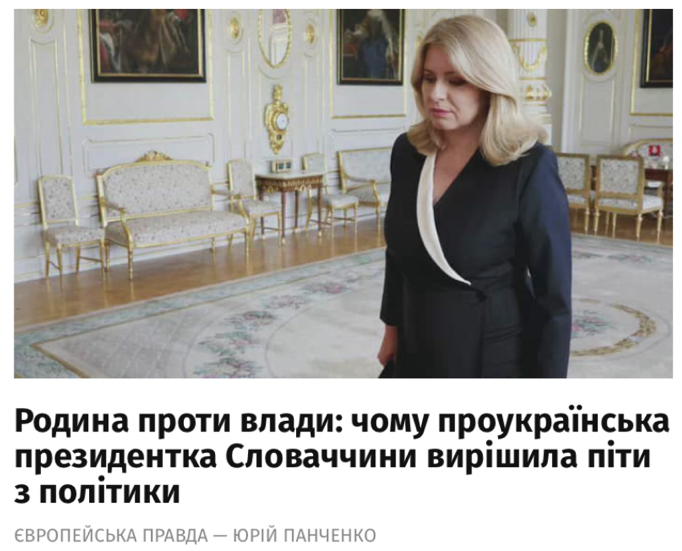 Родина проти влади: чому проукраїнська
президентка Словаччини вирішила піти
з політики
ЄВРОПЕЙСЬКА ПРАВДА — ЮРІЙ ПАНЧЕНКО